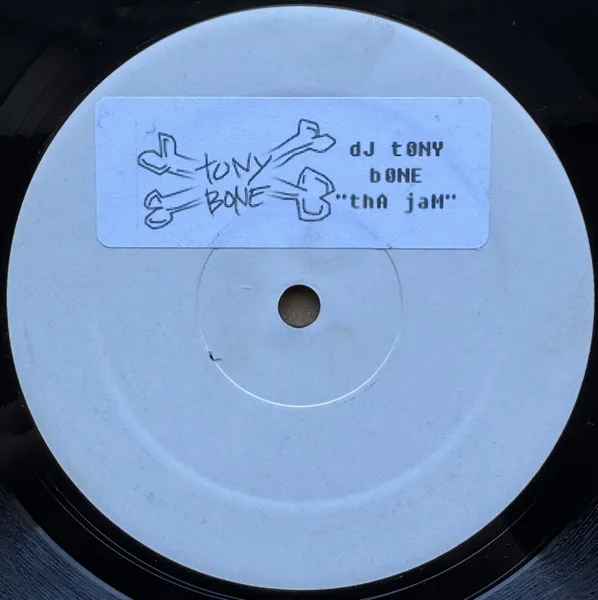 tONY
BONE
dJ t0NY
b0NE
"thA jaM"